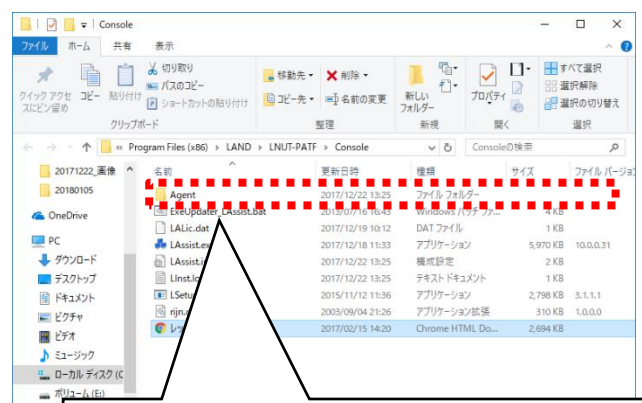 Console
ファイル ホーム 共有 表示
クイック アクセスにピン留め コピー 貼り付け 切り取り パスのコピー ショートカットの貼り付け
移動先 コピー先 削除 名前の変更
新しいフォルダー プロパティ
すべて選択 選択解除 選択の切り替え
クリップボード 整理 新規 開く 選択
« Program Files (x86) › LAND › LNUT-PATF › Console Consoleの検索
20171222_画像
20180105
OneDrive
PC
ダウンロード
デスクトップ
ドキュメント
ピクチャ
ビデオ
ミュージック
ローカル ディスク (C
ボリューム (E:)
名前 更新日時 種類 サイズ ファイル バージョ
Agent 2017/12/22 13:25 ファイル フォルダー
ExeUpdater_LAssist.bat 2013/07/16 16:43 Windows バッチ ファ... 4 KB
LALic.dat 2017/12/19 10:12 DAT ファイル 1 KB
LAssist.ex 2017/12/18 11:33 アプリケーション 5,970 KB 10.0.0.31
LAssist.i 2017/12/22 13:25 構成設定 2 KB
LInst.lo 2017/12/22 13:25 テキスト ドキュメント 1 KB
LSetu 2015/11/12 11:36 アプリケーション 2,798 KB 3.1.1.1
rijn. 2003/09/04 21:26 アプリケーション拡張 310 KB 1.0.0.0
レッ 2017/02/15 14:20 Chrome HTML Do... 2,694 KB